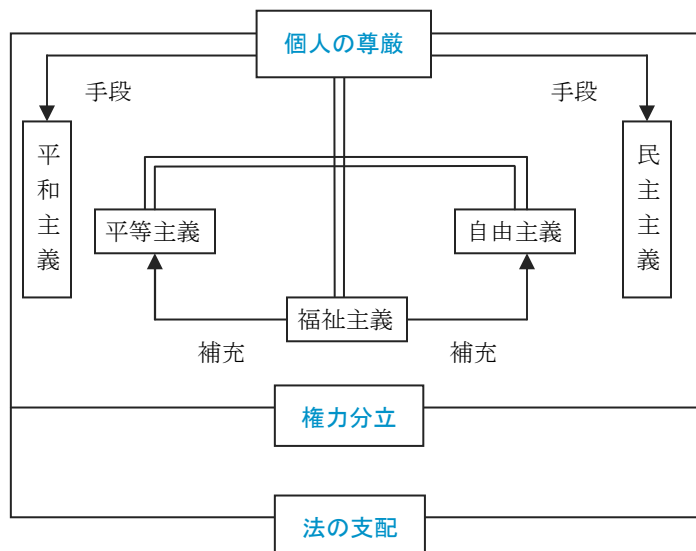 個人の尊厳
手段
手段
平和主義
民主主義
平等主義
自由主義
福祉主義
補充
補充
権力分立
法の支配